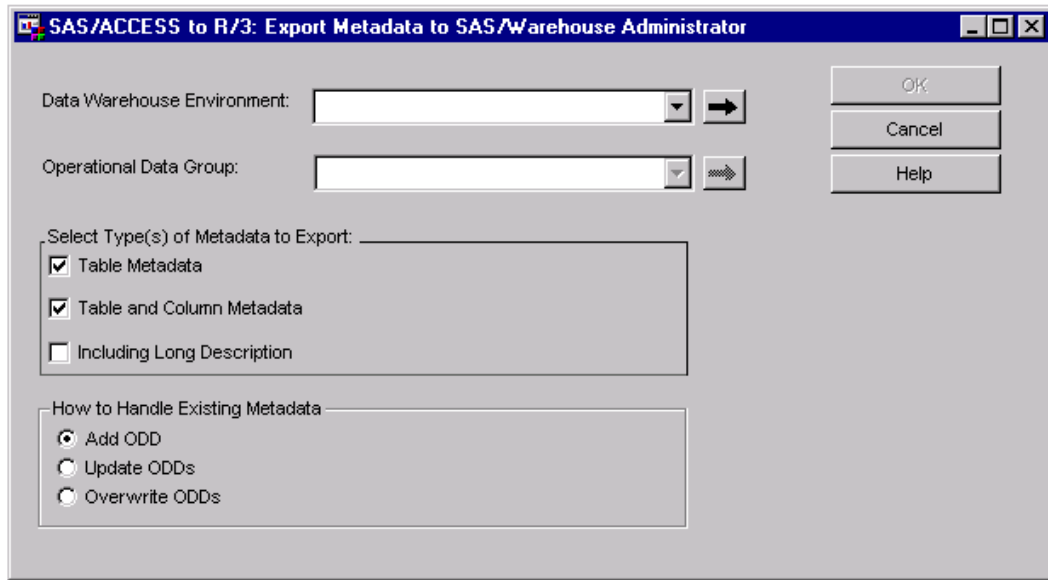 SAS/ACCESS to R/3: Export Metadata to SAS/Warehouse Administrator
Data Warehouse Environment:
OK
Cancel
Operational Data Group:
Help
Select Type(s) of Metadata to Export:
Table Metadata
Table and Column Metadata
Including Long Description
How to Handle Existing Metadata
Add ODD
Update ODDs
Overwrite ODDs